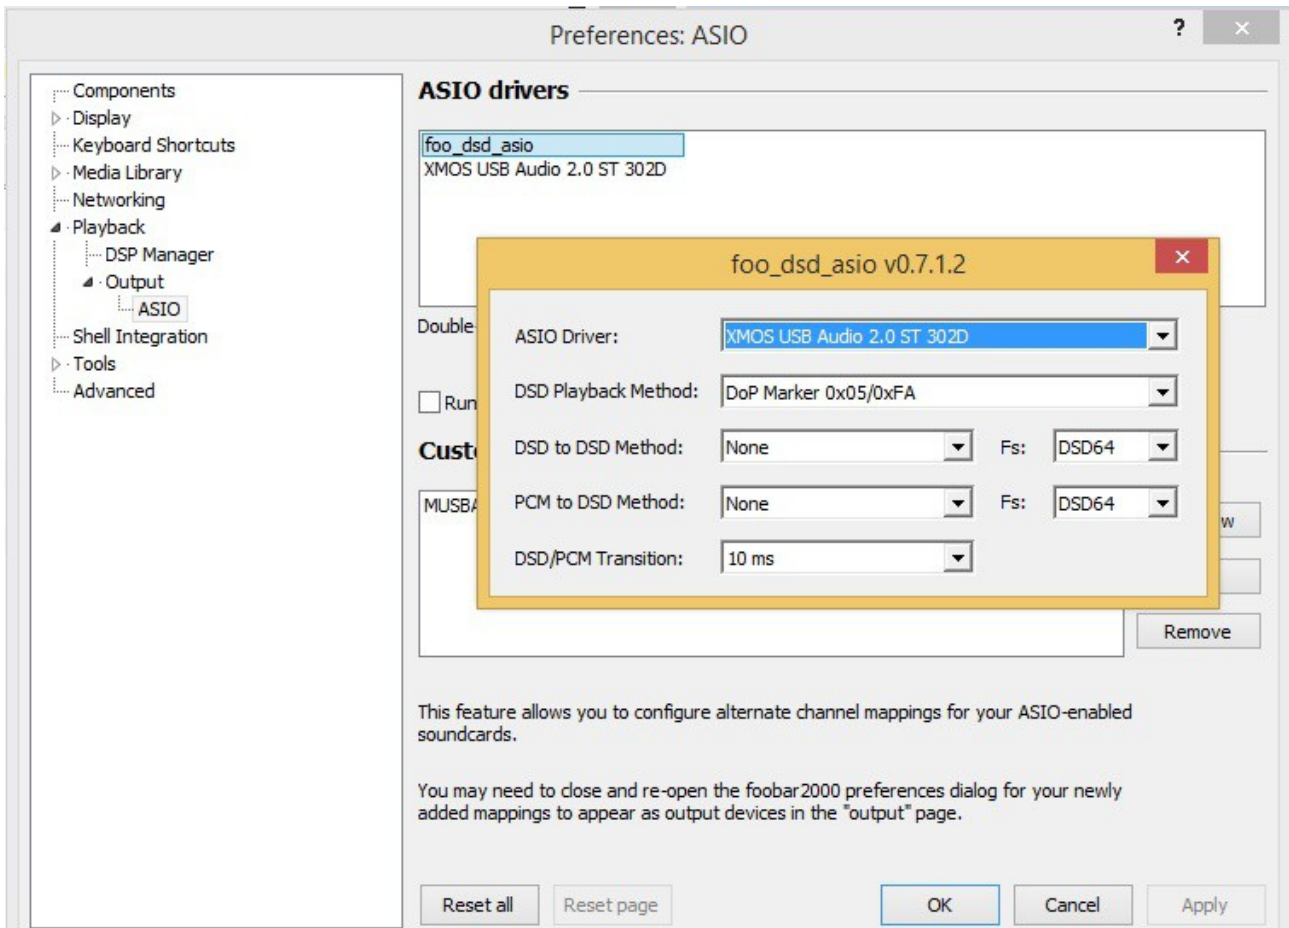 Preferences: ASIO
?
Components
Display
Keyboard Shortcuts
Media Library
Networking
Playback
DSP Manager
Output
ASIO
Shell Integration
Tools
Advanced
ASIO drivers
foo_dsd_asio
XMOS USB Audio 2.0 ST 302D
Double-
Run
Custo
MUSBA
w
Remove
foo_dsd_asio v0.7.1.2
ASIO Driver: XMOS USB Audio 2.0 ST 302D
DSD Playback Method: DoP Marker 0x05/0xFA
DSD to DSD Method: None Fs: DSD64
PCM to DSD Method: None Fs: DSD64
DSD/PCM Transition: 10 ms
This feature allows you to configure alternate channel mappings for your ASIO-enabled
soundcards.
You may need to close and re-open the foobar2000 preferences dialog for your newly
added mappings to appear as output devices in the "output" page.
Reset all Reset page OK Cancel Apply